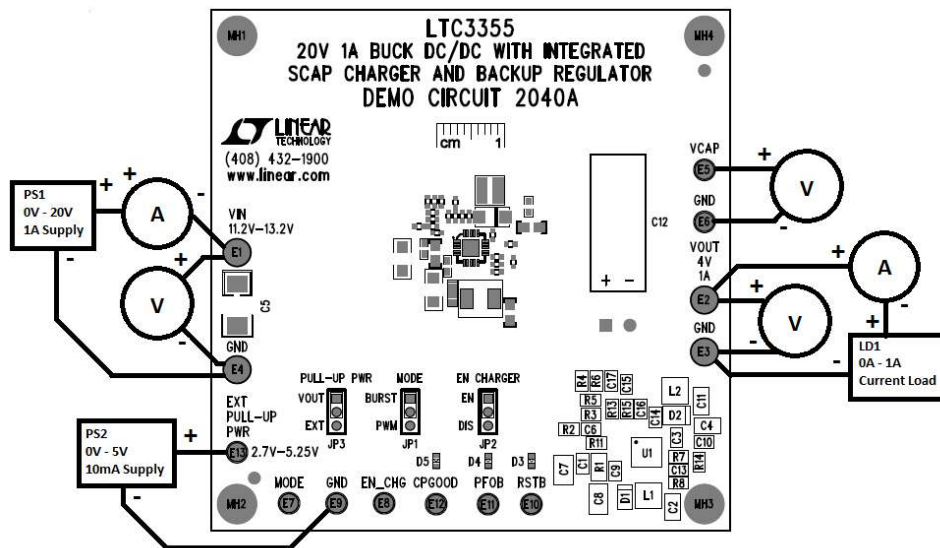 MH1
LTC3355
MH4
20V 1A BUCK DC/DC WITH INTEGRATED
SCAP CHARGER AND BACKUP REGULATOR
DEMO CIRCUIT 2040A
LINEAR
TECHNOLOGY
(408) 432-1900
www.linear.com
cm 1
PS1
0V - 20V
1A Supply
+
-
+
A
-
VIN
11.2V-13.2V
E1
+
V
-
C5
GND
E4
VCAP
E5
+
V
-
GND
E6
C12
+ -
VOUT
4V
1A
E2
+
A
+
V
-
GND
E3
+
-
LD1
0A - 1A
Current Load
PULL-UP PWR
VOUT
EXT
JP3
MODE
BURST
PWM
JP1
EN CHARGER
EN
DIS
JP2
EXT
PULL-UP
PWR
E13
2.7V-5.25V
PS2
0V - 5V
10mA Supply
+
-
R4
R6
C17
C15
L2
C11
R5
R3
R13
R15
C16
C14
D2
C4
R2
C6
R11
C3
C10
U1
C7
C1
R1
C9
R7
C13
R8
R14
C8
D1
L1
C2
D5
D4
D3
MH2
MODE
GND
EN_CHG
CPGOOD
PFOB
RSTB
MH3
E7
E9
E8
E12
E11
E10